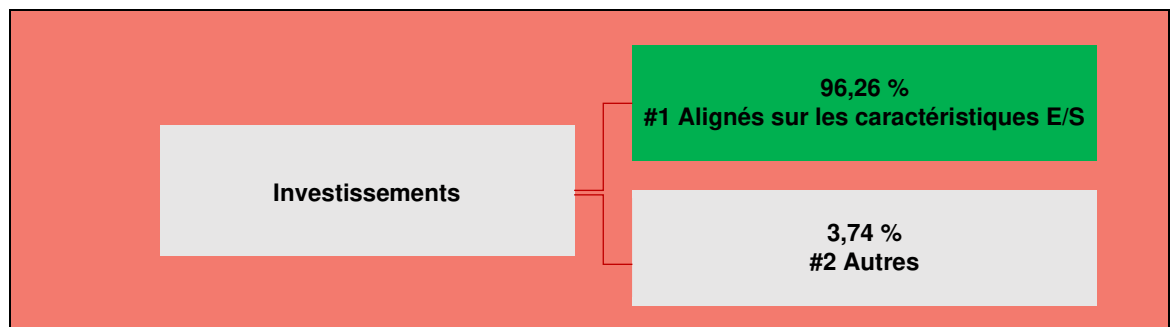 Investissements
96,26 %
#1 Alignés sur les caractéristiques E/S
3,74 %
#2 Autres